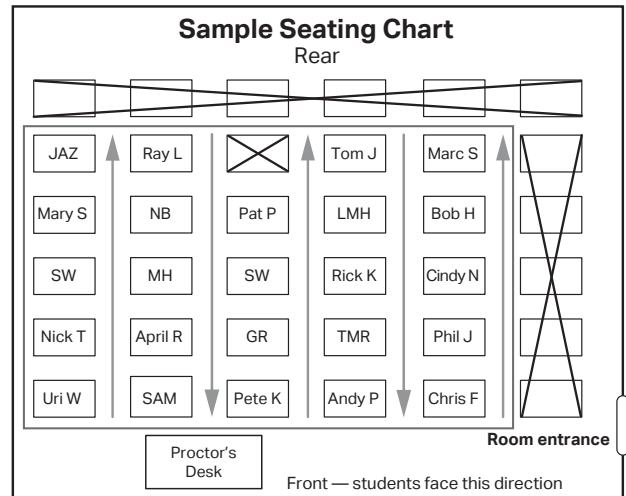 Sample Seating Chart
Rear
JAZ Ray L Tom J Marc S
Mary S NB Pat P LMH Bob H
SW MH SW Rick K Cindy N
Nick T April R GR TMR Phil J
Uri W SAM Pete K Andy P Chris F
Room entrance
Proctor's
Desk
Front — students face this direction